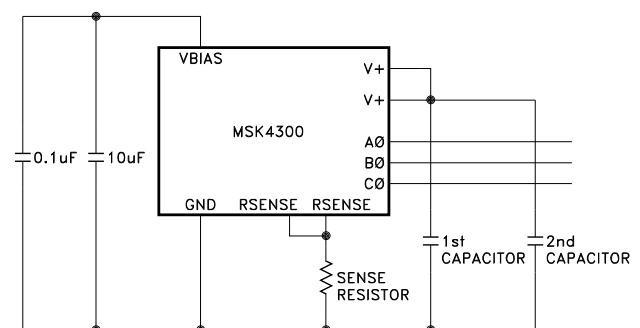 VBIAS
V+
V+
MSK4300
AØ
0.1uF
10uF
BØ
CØ
GND
RSENSE
RSENSE
1st
CAPACITOR
2nd
CAPACITOR
SENSE
RESISTOR